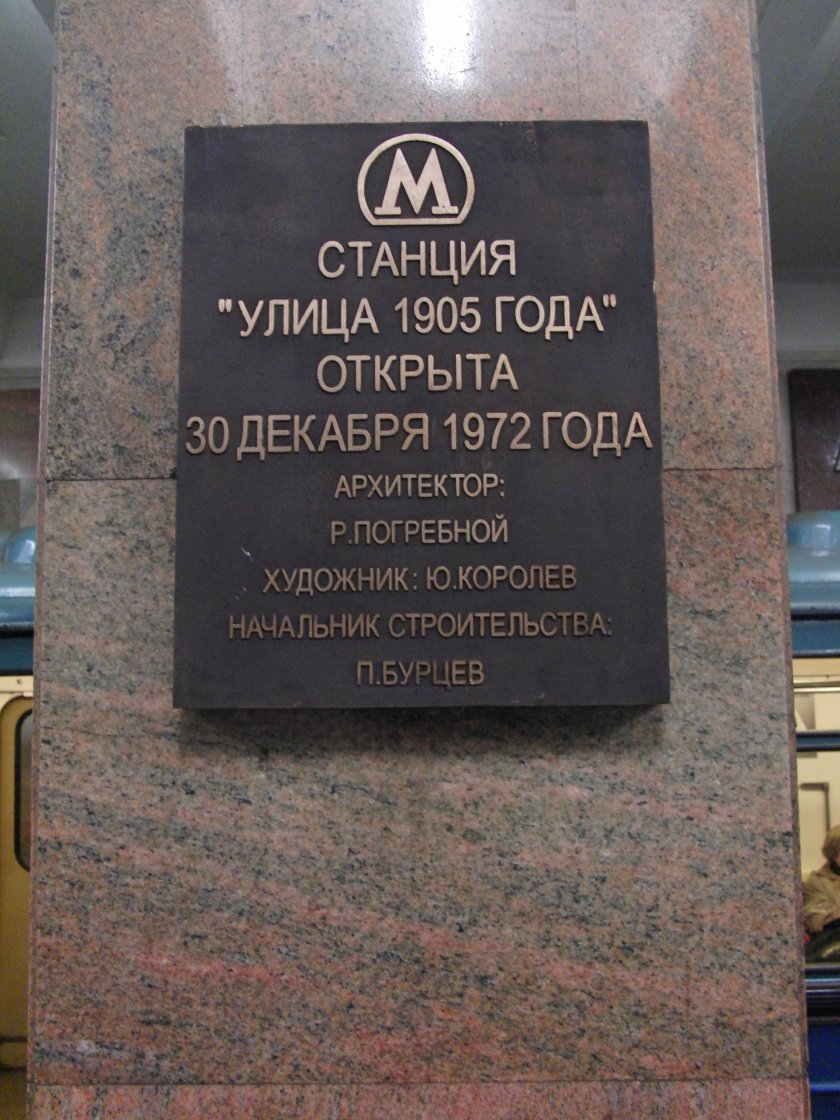 М
СТАНЦИЯ
"УЛИЦА 1905 ГОДА"
ОТКРЫТА
30 ДЕКАБРЯ 1972 ГОДА
АРХИТЕКТОР:
Р.ПОГРЕБНОЙ
ХУДОЖНИК: Ю.КОРОЛЕВ
НАЧАЛЬНИК СТРОИТЕЛЬСТВА:
П.БУРЦЕВ